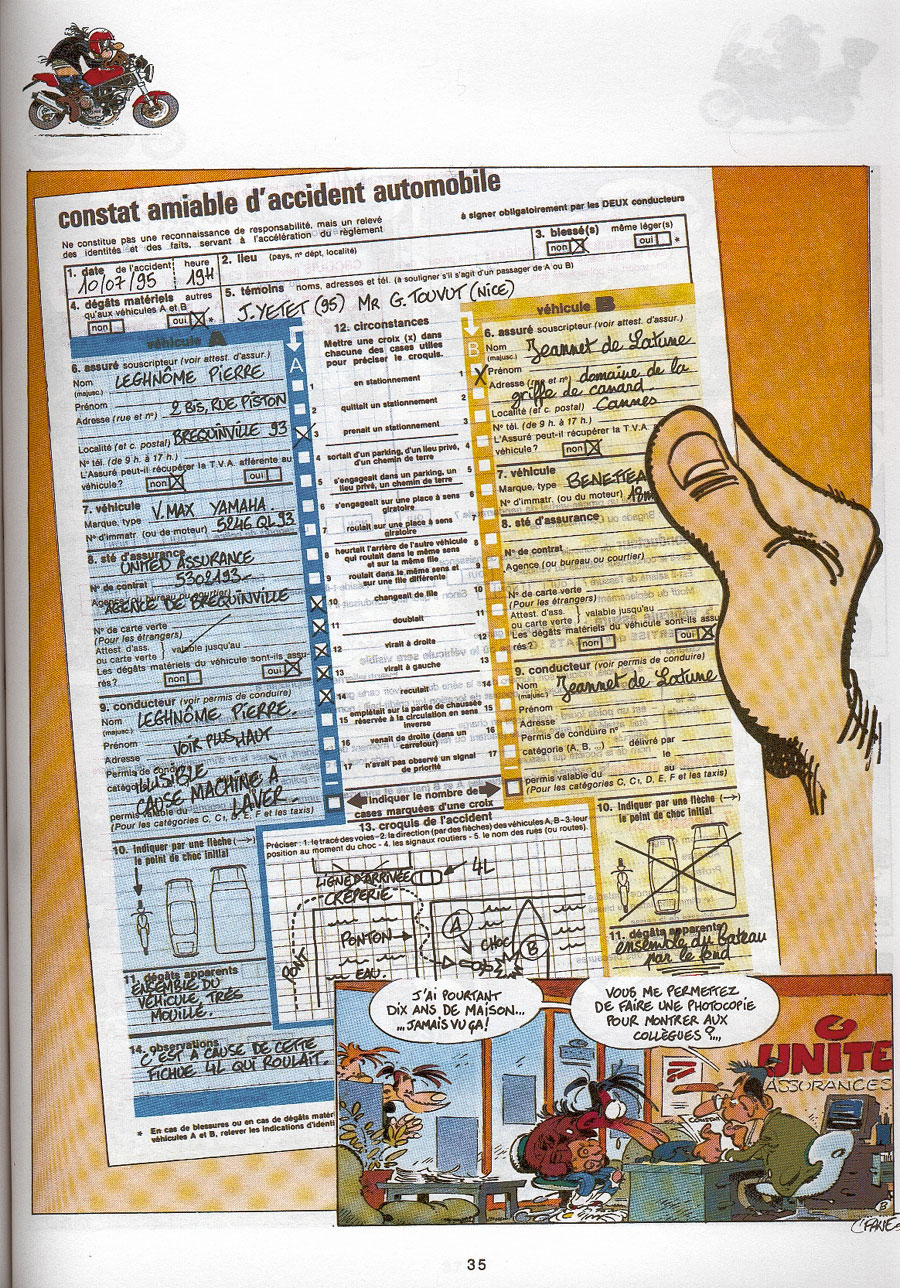 constat amiable d'accident automobile
Ne constitue pas une reconnaissance de responsabilité, mais un relevé
des identités et des faits, servant à l'accélération du règlement
à signer obligatoirement par les DEUX conducteurs
1. date de l'accident heure
10/07/95 19H
2. lieu (pays, n° dépt, localité)
3. blessé(s) même léger(s)
non oui *
4. dégâts matériels autres
qu'aux véhicules A et B
non oui *
5. témoins noms, adresses et tél. (à souligner s'il s'agit d'un passager de A ou B)
J. YETET (95) MR G. TOUVUT (NICE)
véhicule A
6. assuré souscripteur (voir attest. d'assur.)
Nom LEGHNÔME PIERRE
(majusc.)
Prénom
Adresse (rue et n°) 2 BIS, RUE PISTON
Localité (et c. postal) BREQUINVILLE 93
N° tél. (de 9 h. à 17 h.)
L'Assuré peut-il récupérer la T.V.A. afférente au
véhicule? non oui
7. véhicule
Marque, type V.MAX YAMAHA.
N° d'immatr. (ou de moteur) 5246 QL 93
8. sté d'assurance
UNITED ASSURANCE
N° de contrat 5302193
Agence (ou bureau ou courtier)
AGENCE DE BREQUINVILLE
N° de carte verte
(Pour les étrangers)
Attest. d'ass.
ou carte verte } valable jusqu'au
Les dégâts matériels du véhicule sont-ils assu-
rés? non oui
9. conducteur (voir permis de conduire)
Nom LEGHNÔME PIERRE.
(majusc.)
Prénom VOIR PLUS HAUT
Adresse
Permis de conduire
ILLISIBLE
CAUSE MACHINE À
LAVER.
permis valable du
(Pour les catégories C, C1, D, E, F et les taxis)
10. Indiquer par une flèche (→)
le point de choc initial
11. dégâts apparents
ENSEMBLE DU
VÉHICULE, TRÈS
MOUILLÉ.
14. observations
C'EST A CAUSE DE CETTE
FICHUE 4L QUI ROULAIT.
* En cas de blessures ou en cas de dégâts matér
véhicules A et B, relever les indications d'identi
12. circonstances
Mettre une croix (x) dans
chacune des cases utiles
pour préciser le croquis.
A B
1 en stationnement 1
2 quittait un stationnement 2
3 prenait un stationnement 3
4 sortait d'un parking, d'un lieu privé, 4
d'un chemin de terre
5 s'engageait dans un parking, un 5
lieu privé, un chemin de terre
6 s'engageait sur une place à sens 6
giratoire
7 roulait sur une place à sens 7
giratoire
8 heurtait l'arrière de l'autre véhicule 8
qui roulait dans le même sens
et sur la même file
9 roulait dans le même sens et 9
sur une file différente
10 changeait de file 10
11 doublait 11
12 virait à droite 12
13 virait à gauche 13
14 reculait 14
15 empiétait sur la partie de chaussée 15
réservée à la circulation en sens
inverse
16 venait de droite (dans un 16
carrefour)
17 n'avait pas observé un signal 17
de priorité
Indiquer le nombre de
cases marquées d'une croix
13. croquis de l'accident
Préciser: 1. le tracé des voies - 2. la direction (par des flèches) des véhicules A, B - 3. leur
position au moment du choc - 4. les signaux routiers - 5. le nom des rues (ou routes).
LIGNE D'ARRIVÉE 4L
CRÊPERIE
PONT
PONTON
EAU.
A
CHOC
B
véhicule B
6. assuré souscripteur (voir attest. d'assur.)
Nom Jeannet de Latune
(majusc.)
Prénom
Adresse (rue et n°) domaine de la
griffe de canard.
Localité (et c. postal) Cannes
N° tél. (de 9 h. à 17 h.)
L'Assuré peut-il récupérer la T.V.A.
véhicule? non
7. véhicule
Marque, type BENETTEA
N° d'immatr. (ou du moteur) 18m
8. sté d'assurance
N° de contrat
Agence (ou bureau ou courtier)
N° de carte verte
(Pour les étrangers)
Attest. d'ass.
ou carte verte } valable jusqu'au
Les dégâts matériels du véhicule sont-ils assu
rés? non oui
9. conducteur (voir permis de conduire)
Nom Jeannet de Latune
(majusc.)
Prénom
Adresse
Permis de conduire n°
catégorie (A, B, ...) délivré par
le
permis valable du au
(Pour les catégories C, C1, D, E, F et les taxis)
10. Indiquer par une flèche (→)
le point de choc initial
11. dégâts apparents
ensemble du bateau
par le fond
J'AI POURTANT
DIX ANS DE MAISON...
...JAMAIS VU ÇA!
VOUS ME PERMETTEZ
DE FAIRE UNE PHOTOCOPIE
POUR MONTRER AUX
COLLÈGUES?...
UNITE
ASSURANCES
35